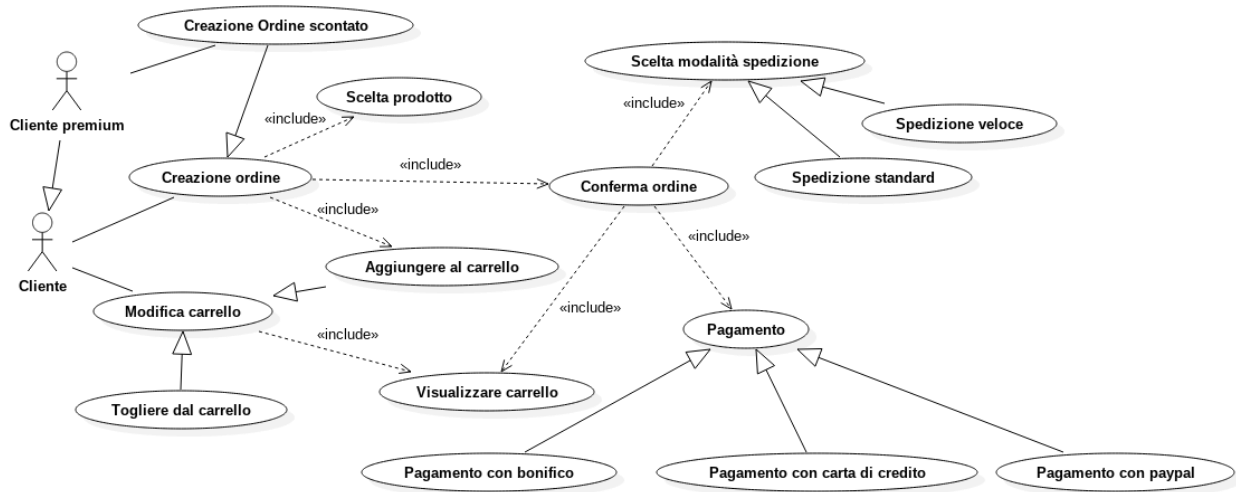 Creazione Ordine scontato
Scelta modalità spedizione
Scelta prodotto
«include»
«include»
Cliente premium
Spedizione veloce
«include»
Creazione ordine
Conferma ordine
Spedizione standard
«include»
«include»
Aggiungere al carrello
Cliente
Modifica carrello
«include»
«include»
Pagamento
Visualizzare carrello
Togliere dal carrello
Pagamento con bonifico
Pagamento con carta di credito
Pagamento con paypal